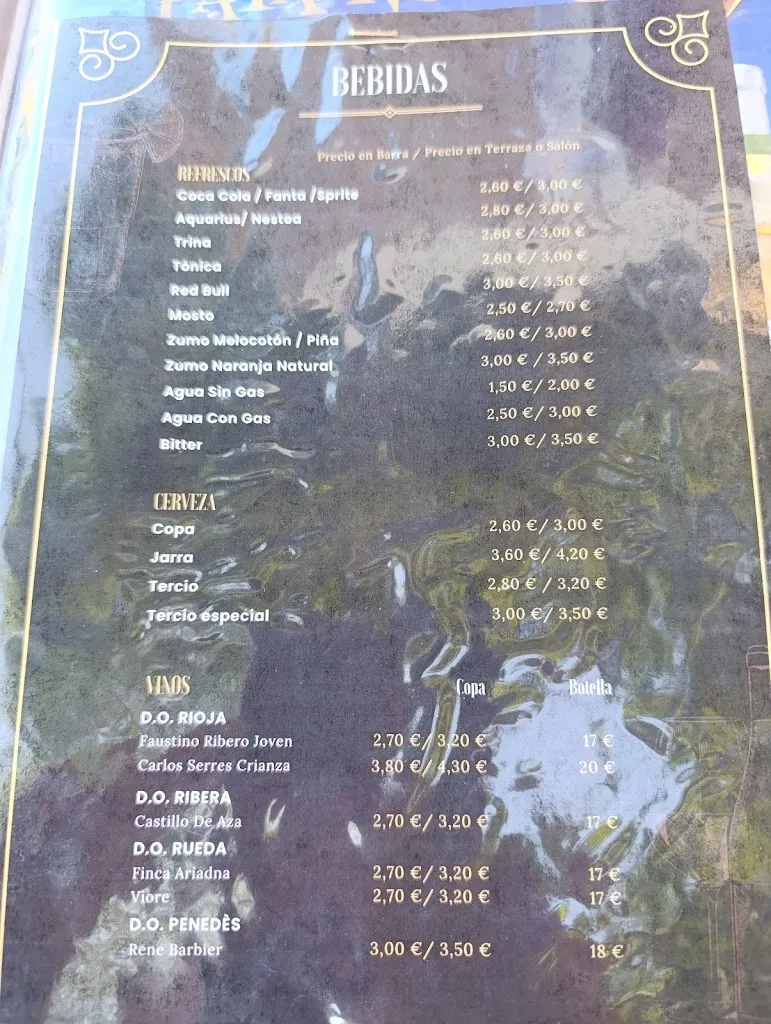 BEBIDAS
Precio en Barra / Precio en Terraza o Salón
REFRESCOS
Coca Cola / Fanta /Sprite 2,60 €/ 3,00 €
Aquarius/ Nestea 2,80 €/ 3,00 €
Trina 2,60 €/ 3,00 €
Tónica 2,60 €/ 3,00 €
Red Bull 3,00 €/ 3,50 €
Mosto 2,50 €/ 2,70 €
Zumo Melocotón / Piña 2,60 €/ 3,00 €
Zumo Naranja Natural 3,00 €/ 3,50 €
Agua Sin Gas 1,50 €/ 2,00 €
Agua Con Gas 2,50 €/ 3,00 €
Bitter 3,00 €/ 3,50 €
CERVEZA
Copa 2,60 €/ 3,00 €
Jarra 3,60 €/ 4,20 €
Tercio 2,80 €/ 3,20 €
Tercio especial 3,00 €/ 3,50 €
VINOS Copa Botella
D.O. RIOJA
Faustino Ribero Joven 2,70 €/ 3,20 € 17 €
Carlos Serres Crianza 3,80 €/ 4,30 € 20 €
D.O. RIBERA
Castillo De Aza 2,70 €/ 3,20 € 17 €
D.O. RUEDA
Finca Ariadna 2,70 €/ 3,20 € 17 €
Viore 2,70 €/ 3,20 € 17 €
D.O. PENEDÈS
Rene Barbier 3,00 €/ 3,50 € 18 €